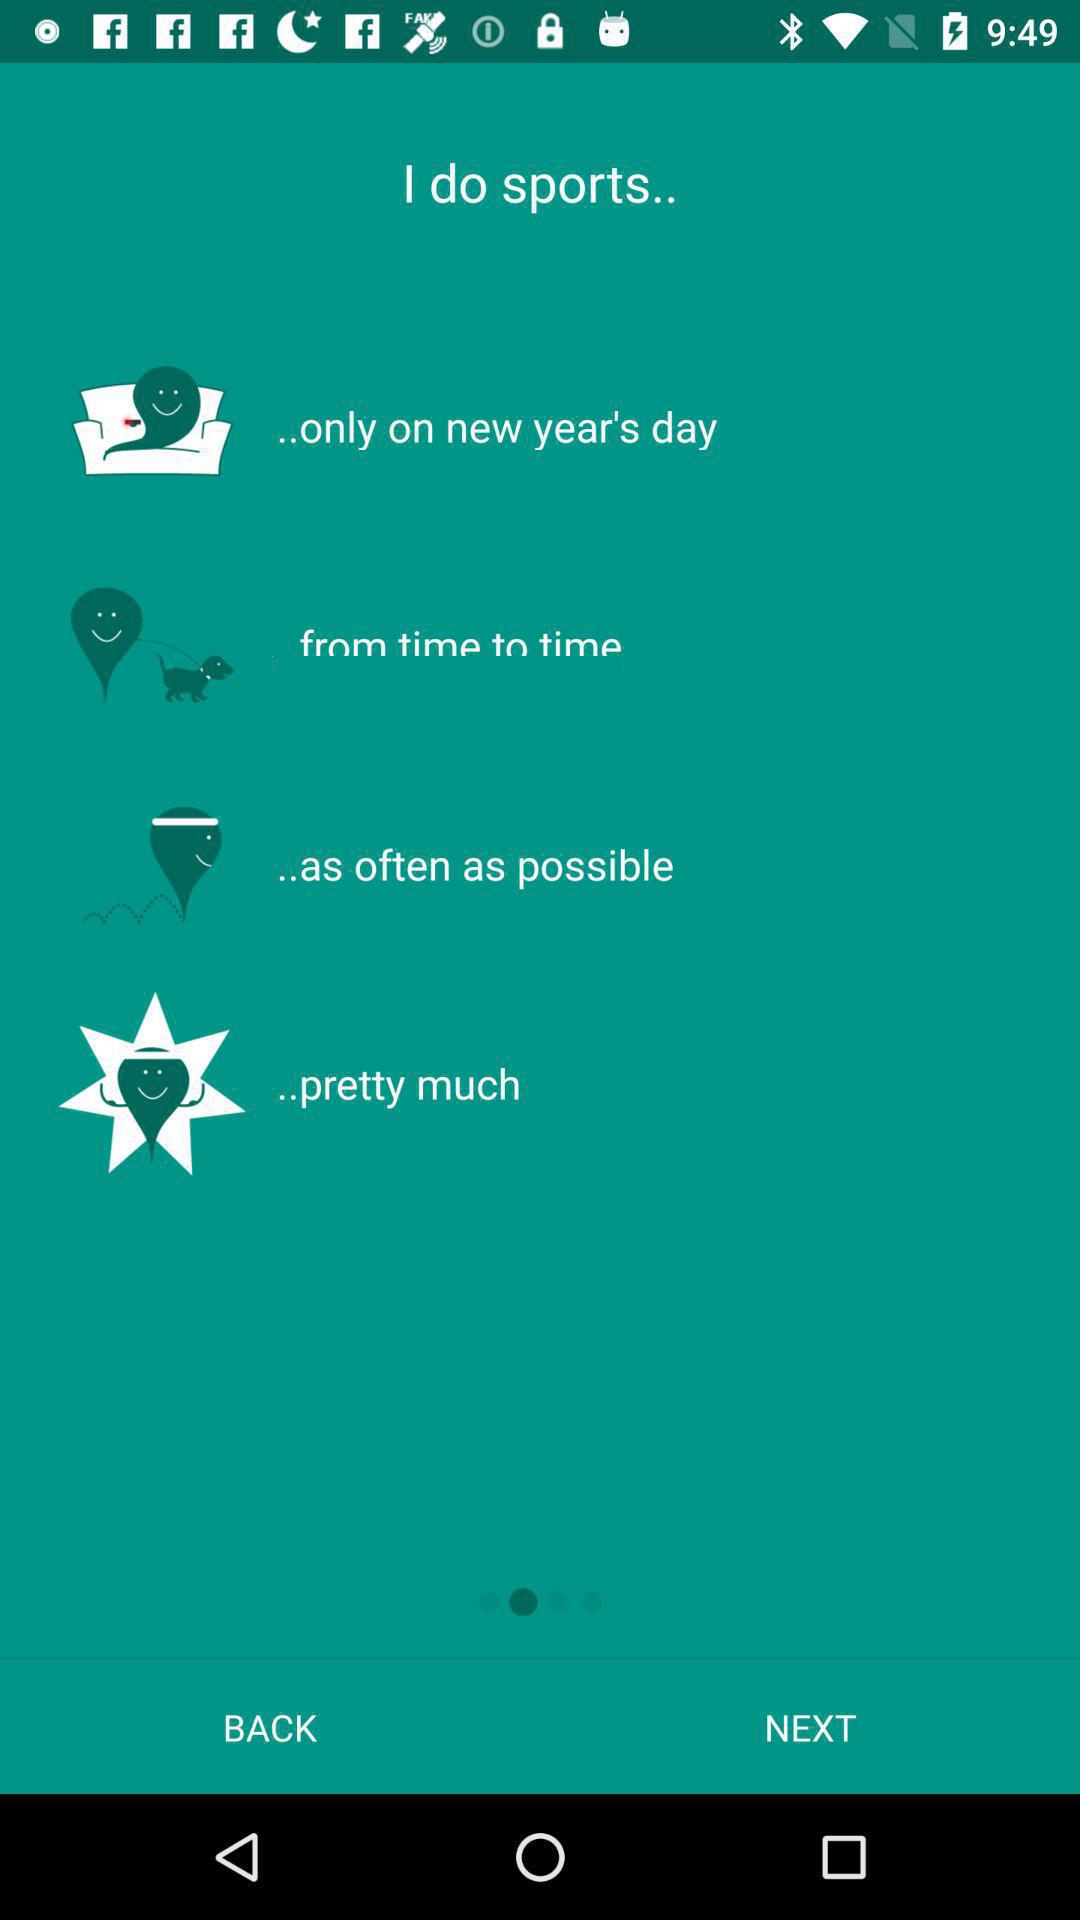 FAKE
9:49
I do sports..
..only on new year's day
from time to time
..as often as possible
..pretty much
BACK
NEXT